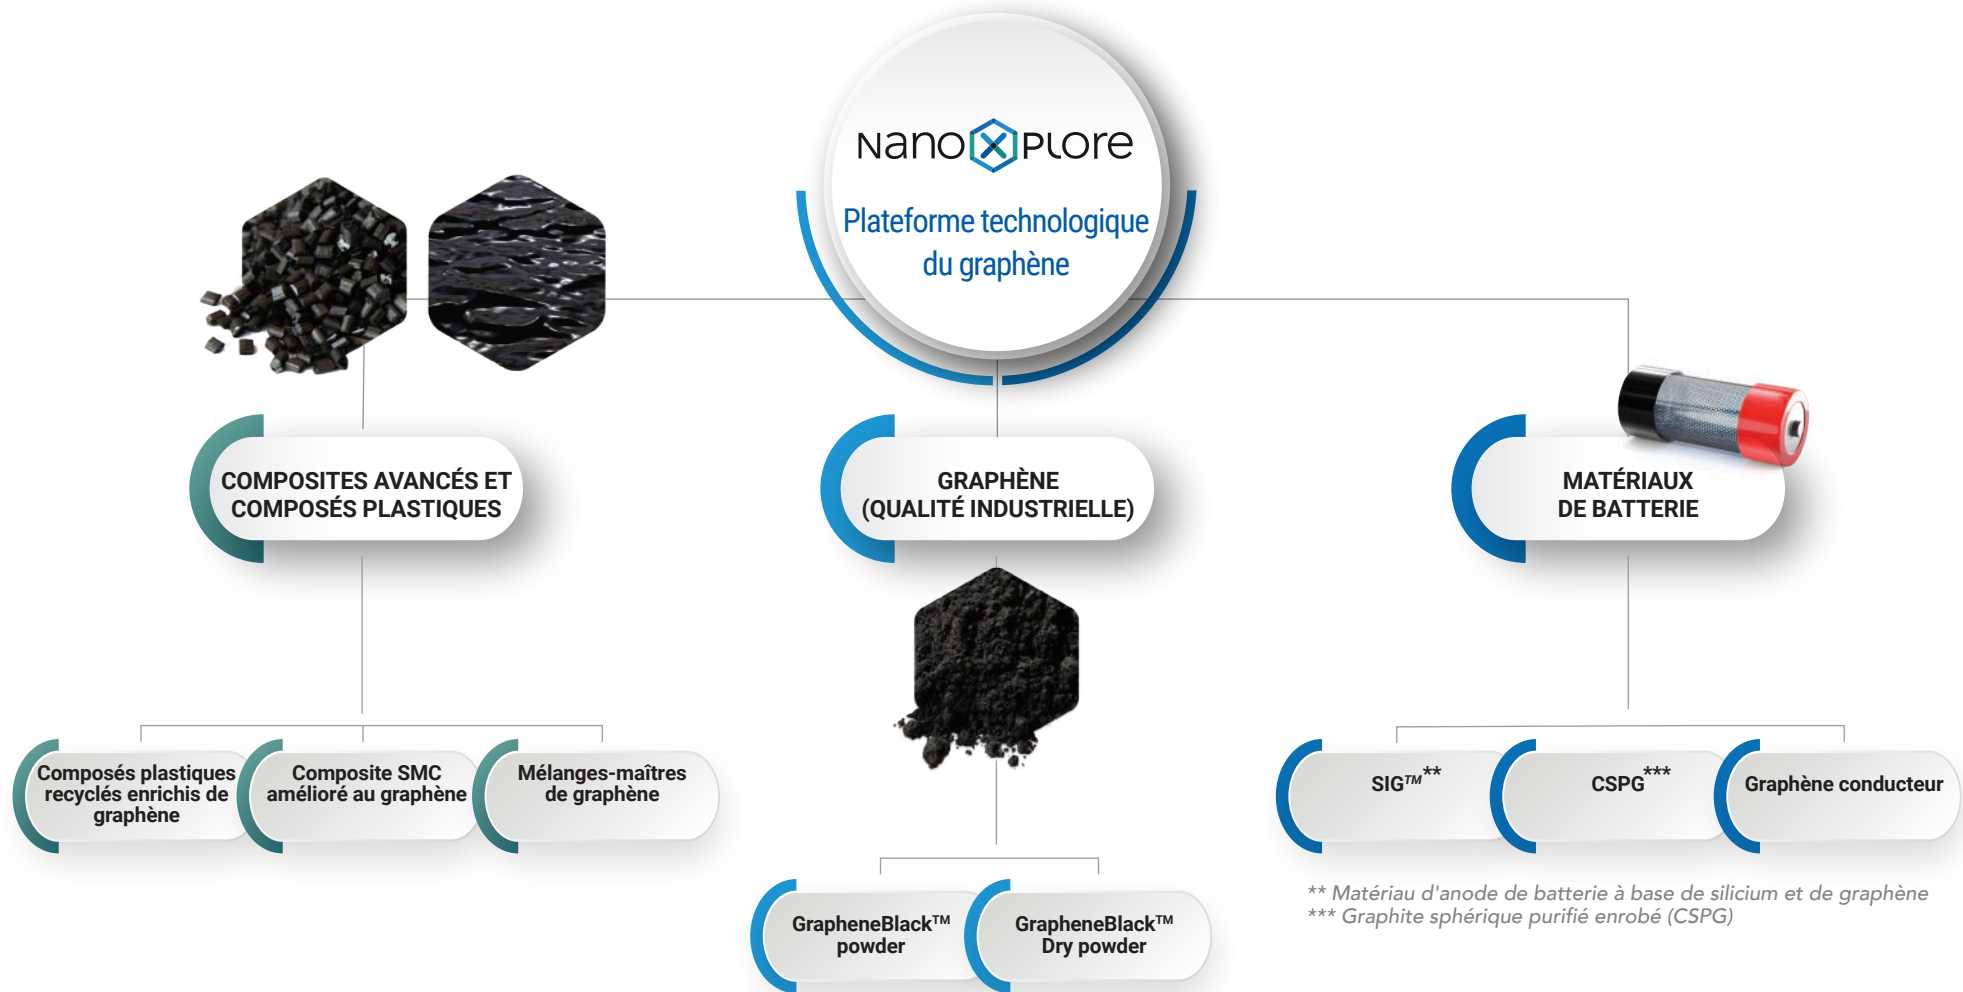 NanoXplore
Plateforme technologique
du graphène
COMPOSITES AVANCÉS ET
COMPOSÉS PLASTIQUES
GRAPHÈNE
(QUALITÉ INDUSTRIELLE)
MATÉRIAUX
DE BATTERIE
Composés plastiques
recyclés enrichis de
graphène
Composite SMC
amélioré au graphène
Mélanges-maîtres
de graphène
GrapheneBlack™
powder
GrapheneBlack™
Dry powder
SIG™**
CSPG***
Graphène conducteur
** Matériau d'anode de batterie à base de silicium et de graphène
*** Graphite sphérique purifié enrobé (CSPG)